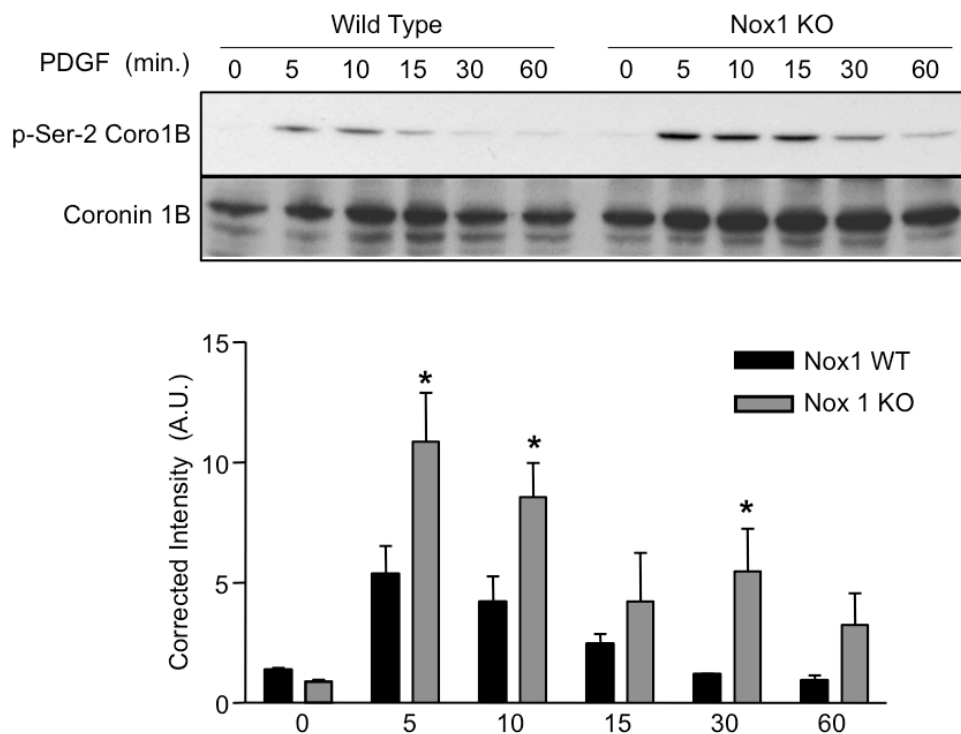 Wild Type Nox1 KO
PDGF (min.) 0 5 10 15 30 60 0 5 10 15 30 60
p-Ser-2 Coro1B
Coronin 1B
15
10
5
0
Corrected Intensity (A.U.)
* * *
Nox1 WT
Nox 1 KO
0 5 10 15 30 60